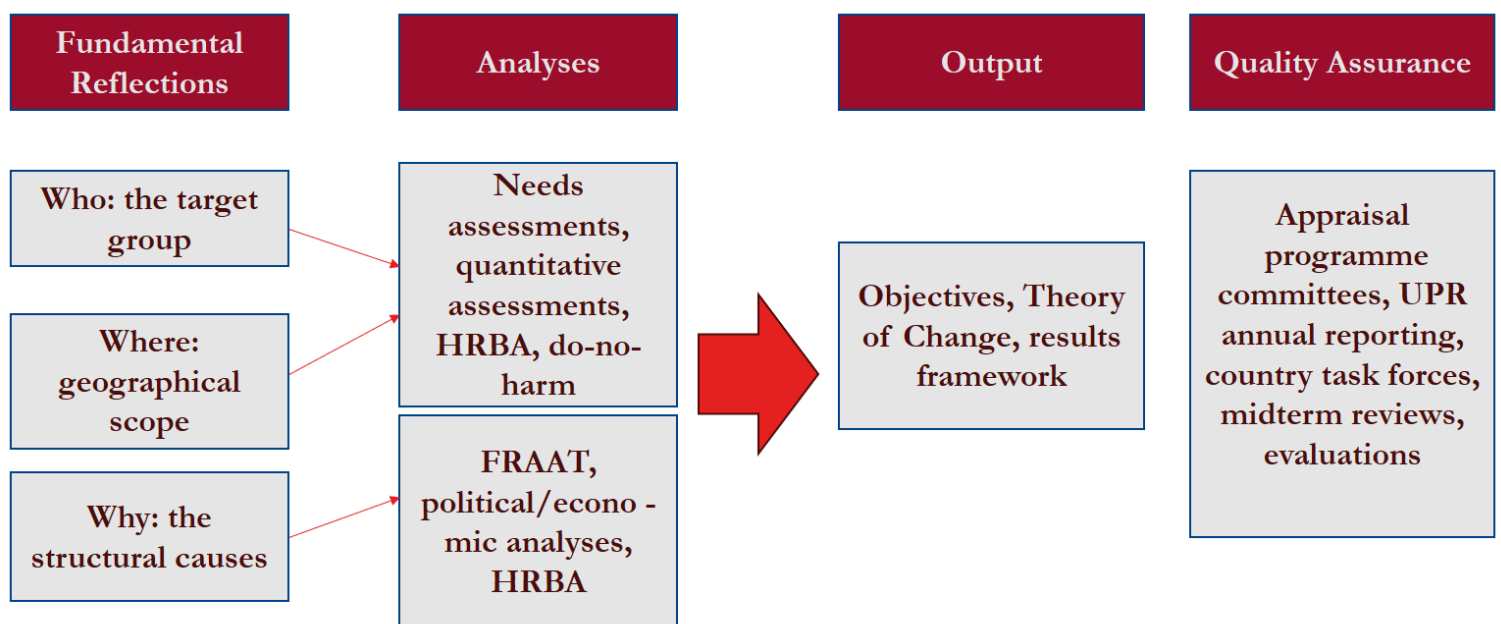 Fundamental
Reflections
Analyses
Output
Quality Assurance
Who: the target
group
Where:
geographical
scope
Why: the
structural causes
Needs
assessments,
quantitative
assessments,
HRBA, do-no-
harm
FRAAT,
political/econo -
mic analyses,
HRBA
Objectives, Theory
of Change, results
framework
Appraisal
programme
committees, UPR
annual reporting,
country task forces,
midterm reviews,
evaluations